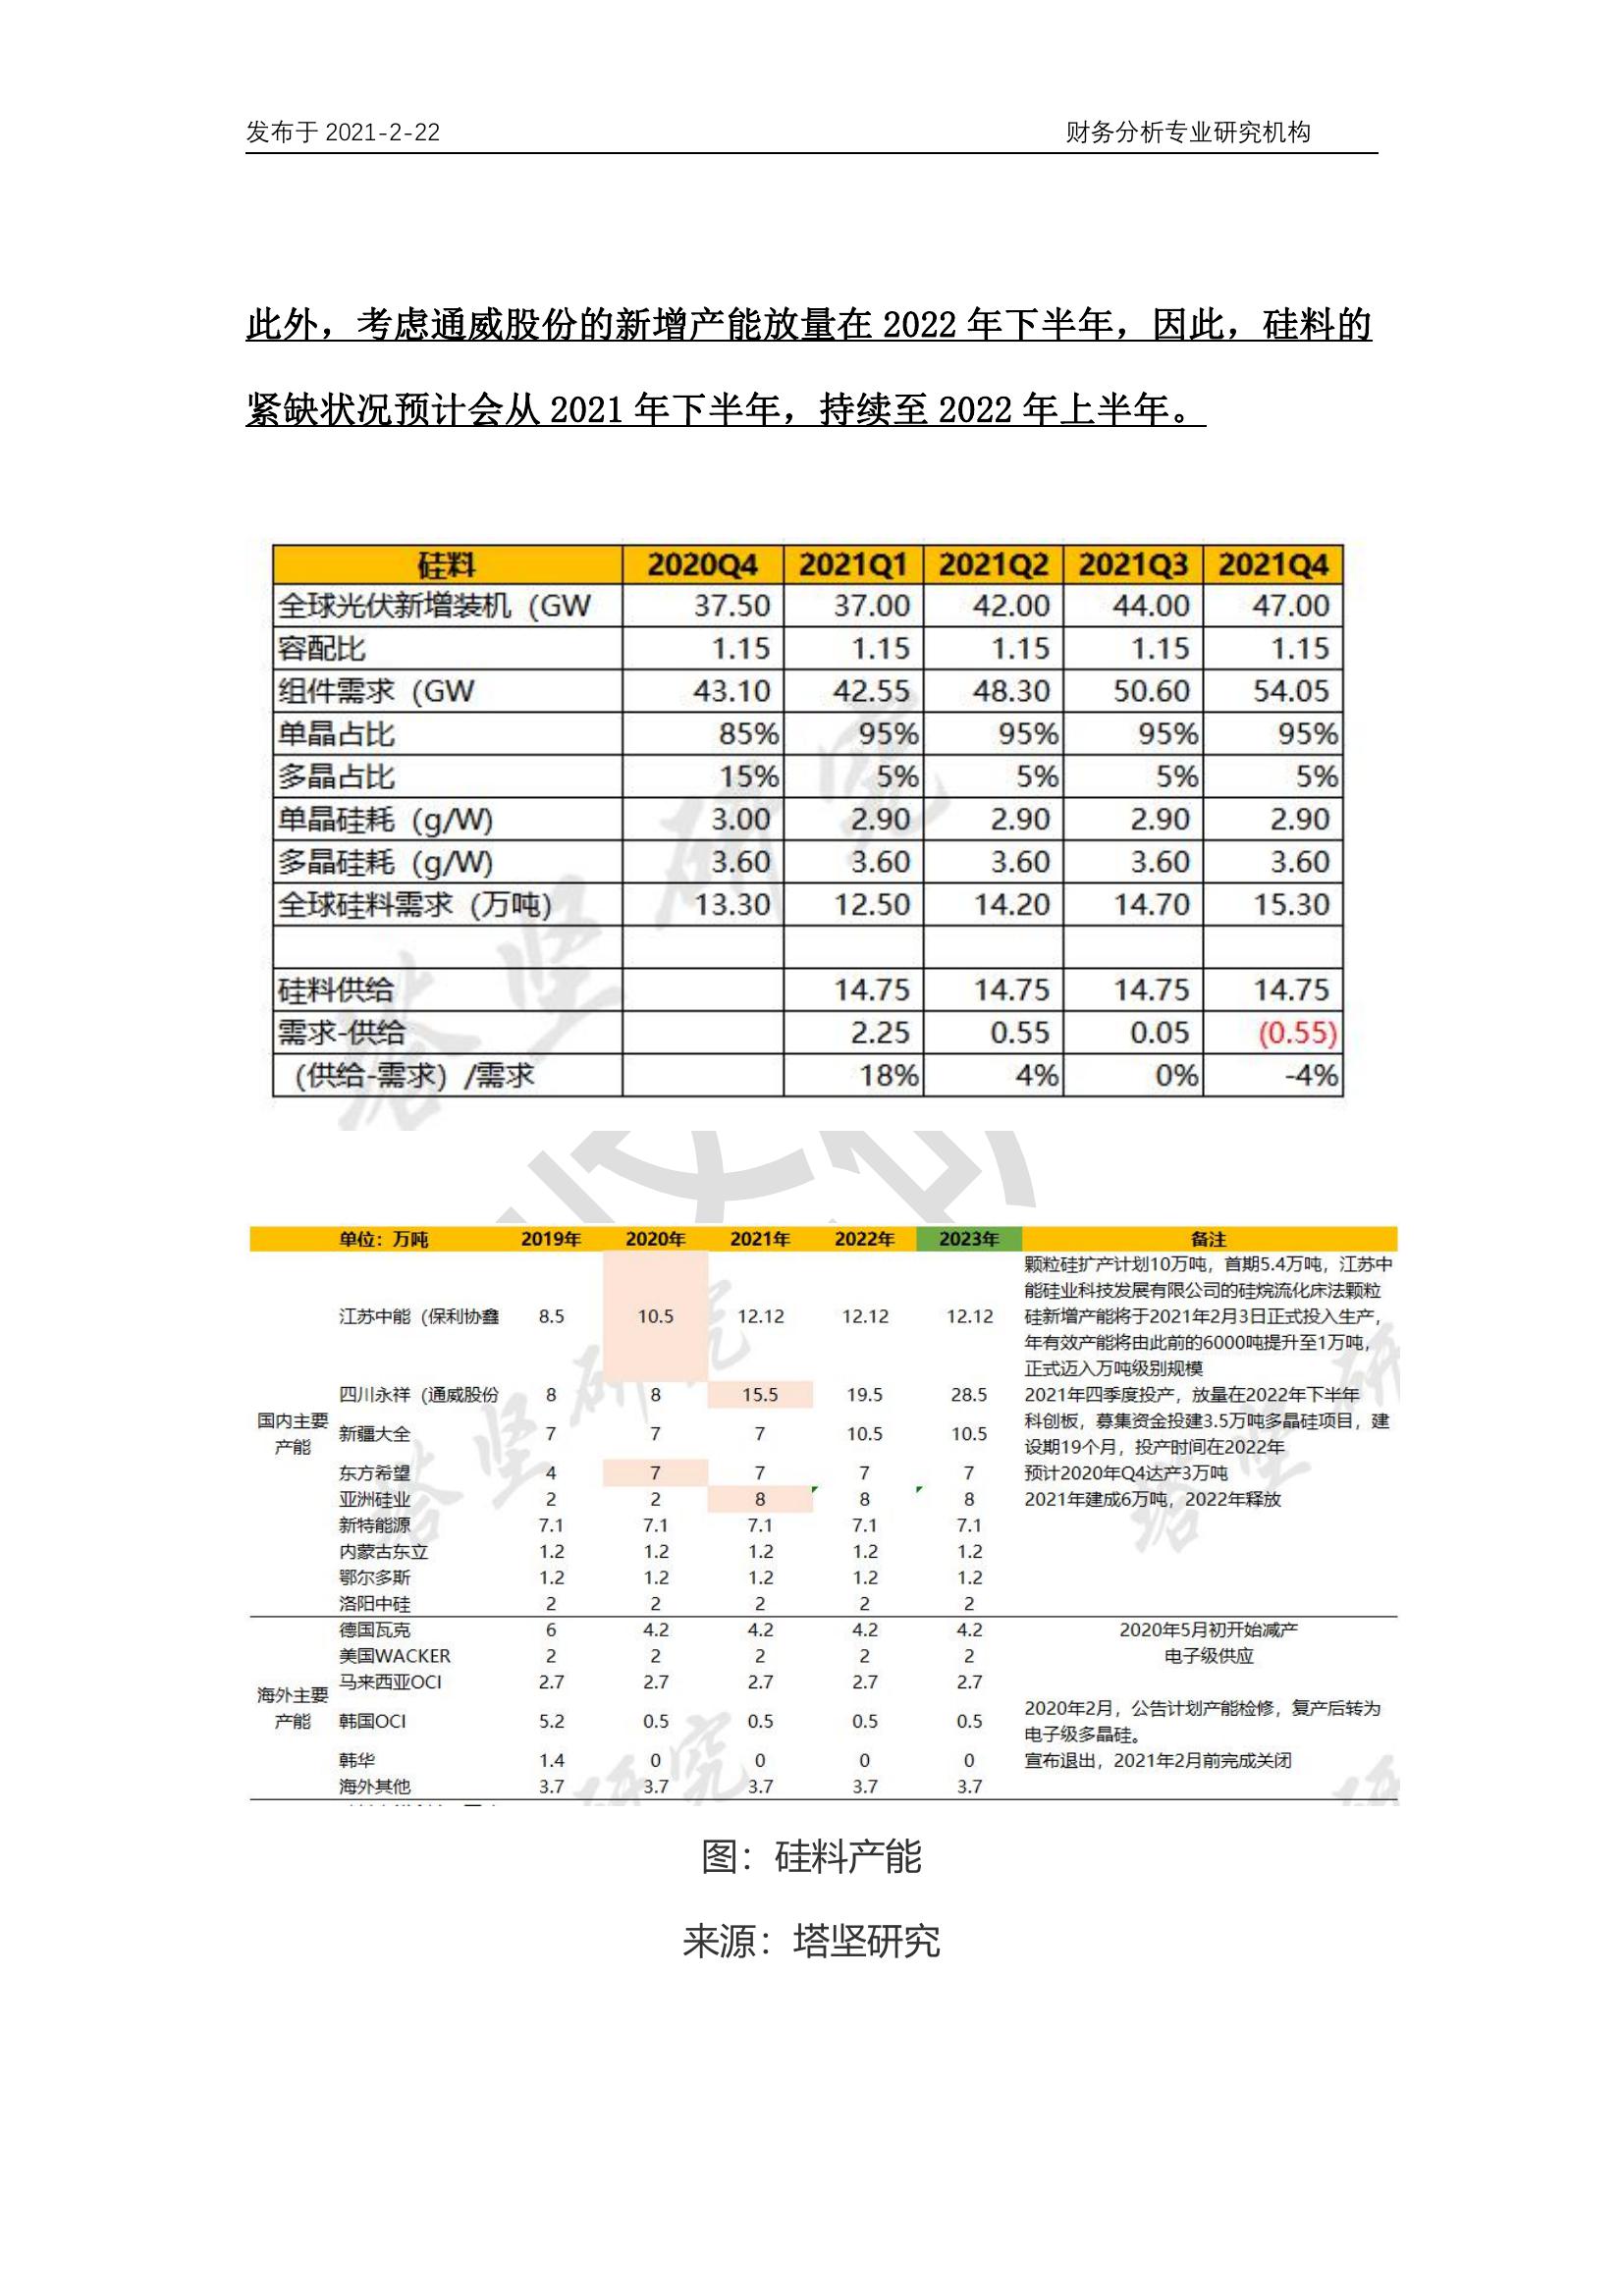 发布于 2021-2-22 财务分析专业研究机构
此外，考虑通威股份的新增产能放量在 2022 年下半年，因此，硅料的
紧缺状况预计会从 2021 年下半年，持续至 2022 年上半年。
硅料 2020Q4 2021Q1 2021Q2 2021Q3 2021Q4
全球光伏新增装机（GW 37.50 37.00 42.00 44.00 47.00
容配比 1.15 1.15 1.15 1.15 1.15
组件需求（GW 43.10 42.55 48.30 50.60 54.05
单晶占比 85% 95% 95% 95% 95%
多晶占比 15% 5% 5% 5% 5%
单晶硅耗（g/W) 3.00 2.90 2.90 2.90 2.90
多晶硅耗（g/W) 3.60 3.60 3.60 3.60 3.60
全球硅料需求（万吨） 13.30 12.50 14.20 14.70 15.30
硅料供给 14.75 14.75 14.75 14.75
需求-供给 2.25 0.55 0.05 (0.55)
（供给-需求）/需求 18% 4% 0% -4%
塔坚研究
单位：万吨 2019年 2020年 2021年 2022年 2023年 备注
颗粒硅扩产计划10万吨，首期5.4万吨，江苏中
能硅业科技发展有限公司的硅烷流化床法颗粒
江苏中能（保利协鑫 8.5 10.5 12.12 12.12 12.12 硅新增产能将于2021年2月3日正式投入生产，
年有效产能将由此前的6000吨提升至1万吨，
正式迈入万吨级别规模
四川永祥（通威股份 8 8 15.5 19.5 28.5 2021年四季度投产，放量在2022年下半年
国内主要
产能
科创板，募集资金投建3.5万吨多晶硅项目，建
新疆大全 7 7 7 10.5 10.5 设期19个月，投产时间在2022年
东方希望 4 7 7 7 7 预计2020年Q4达产3万吨
亚洲硅业 2 2 8 8 8 2021年建成6万吨，2022年释放
新特能源 7.1 7.1 7.1 7.1 7.1
内蒙古东立 1.2 1.2 1.2 1.2 1.2
鄂尔多斯 1.2 1.2 1.2 1.2 1.2
洛阳中硅 2 2 2 2 2
德国瓦克 6 4.2 4.2 4.2 4.2 2020年5月初开始减产
美国WACKER 2 2 2 2 2 电子级供应
马来西亚OCI 2.7 2.7 2.7 2.7 2.7
海外主要
产能
2020年2月，公告计划产能检修，复产后转为
韩国OCI 5.2 0.5 0.5 0.5 0.5 电子级多晶硅。
韩华 1.4 0 0 0 0 宣布退出，2021年2月前完成关闭
海外其他 3.7 3.7 3.7 3.7 3.7
塔坚研究
图：硅料产能
来源：塔坚研究